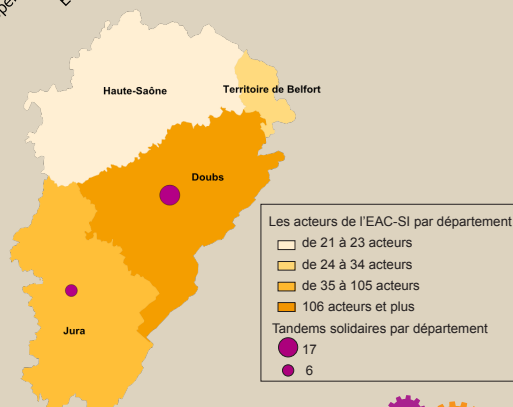 Haute-Saône
Territoire de Belfort
Doubs
Jura
Les acteurs de l'EAC-SI par département
de 21 à 23 acteurs
de 24 à 34 acteurs
de 35 à 105 acteurs
106 acteurs et plus
Tandems solidaires par département
17
6